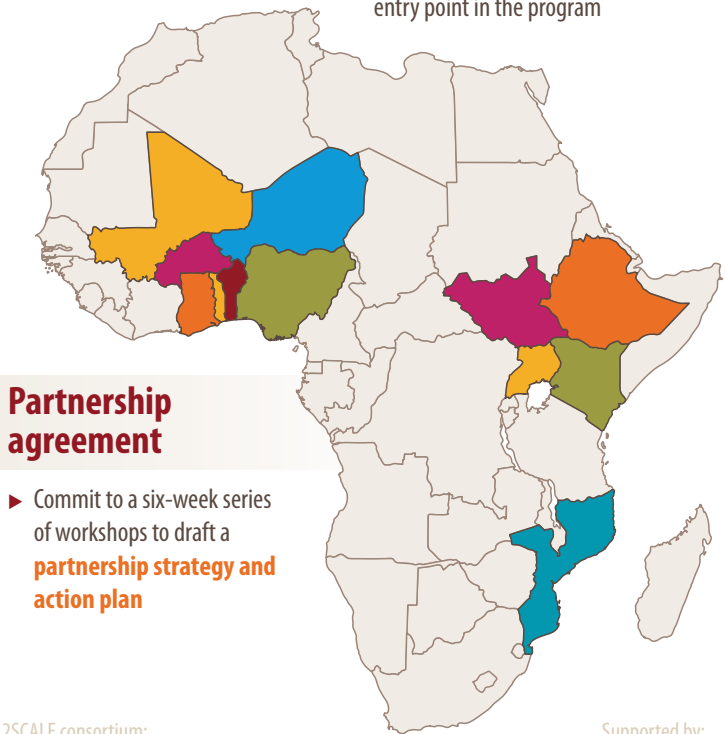 entry point in the program
Partnership
agreement
► Commit to a six-week series
of workshops to draft a
partnership strategy and
action plan
2SCALE consortium:
Supported by: